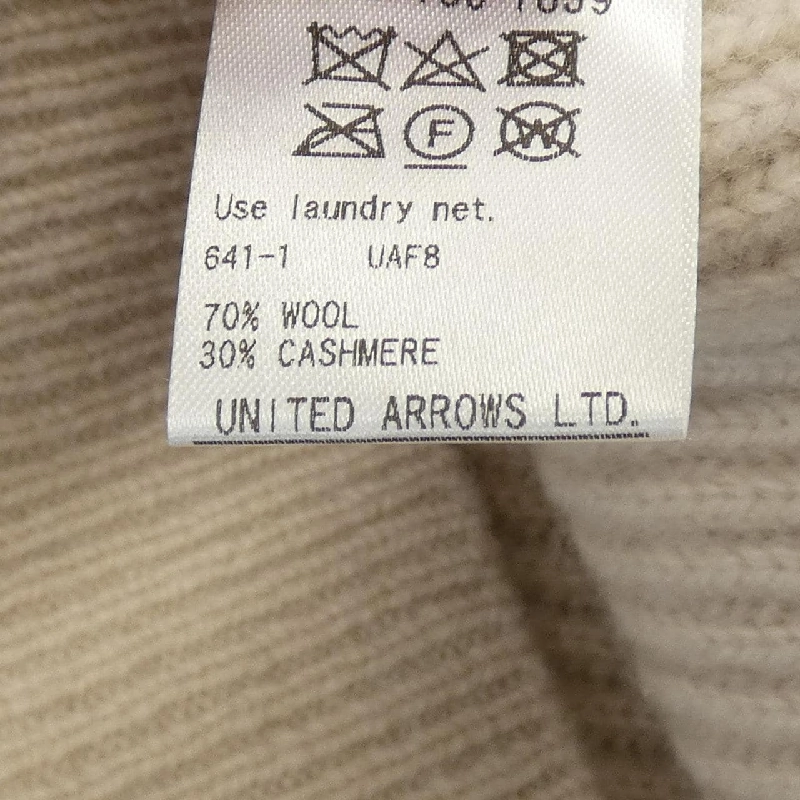 F
W
Use laundry net.
641-1 UAF8
70% WOOL
30% CASHMERE
UNITED ARROWS LTD.